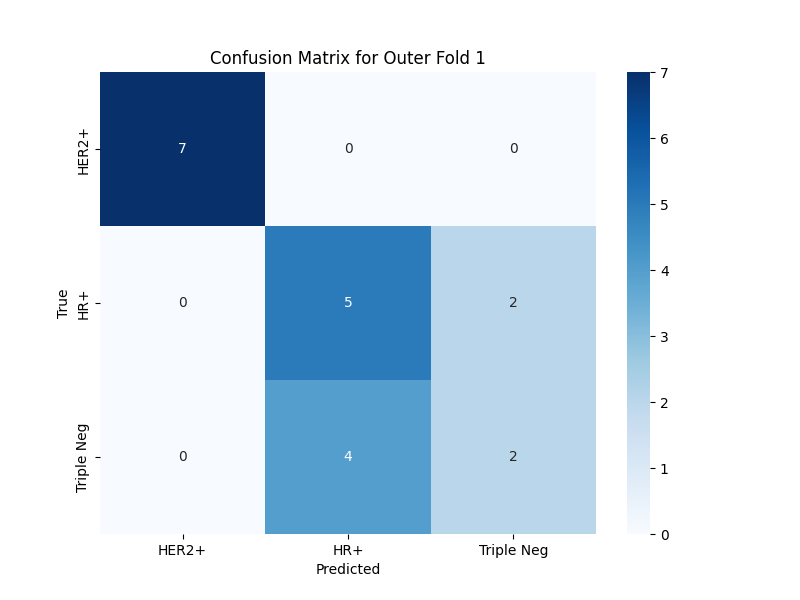 Confusion Matrix for Outer Fold 1
HER2+
7 0 0
True
HR+
0 5 2
Triple Neg
0 4 2
HER2+ HR+ Triple Neg
Predicted
7
6
5
4
3
2
1
0